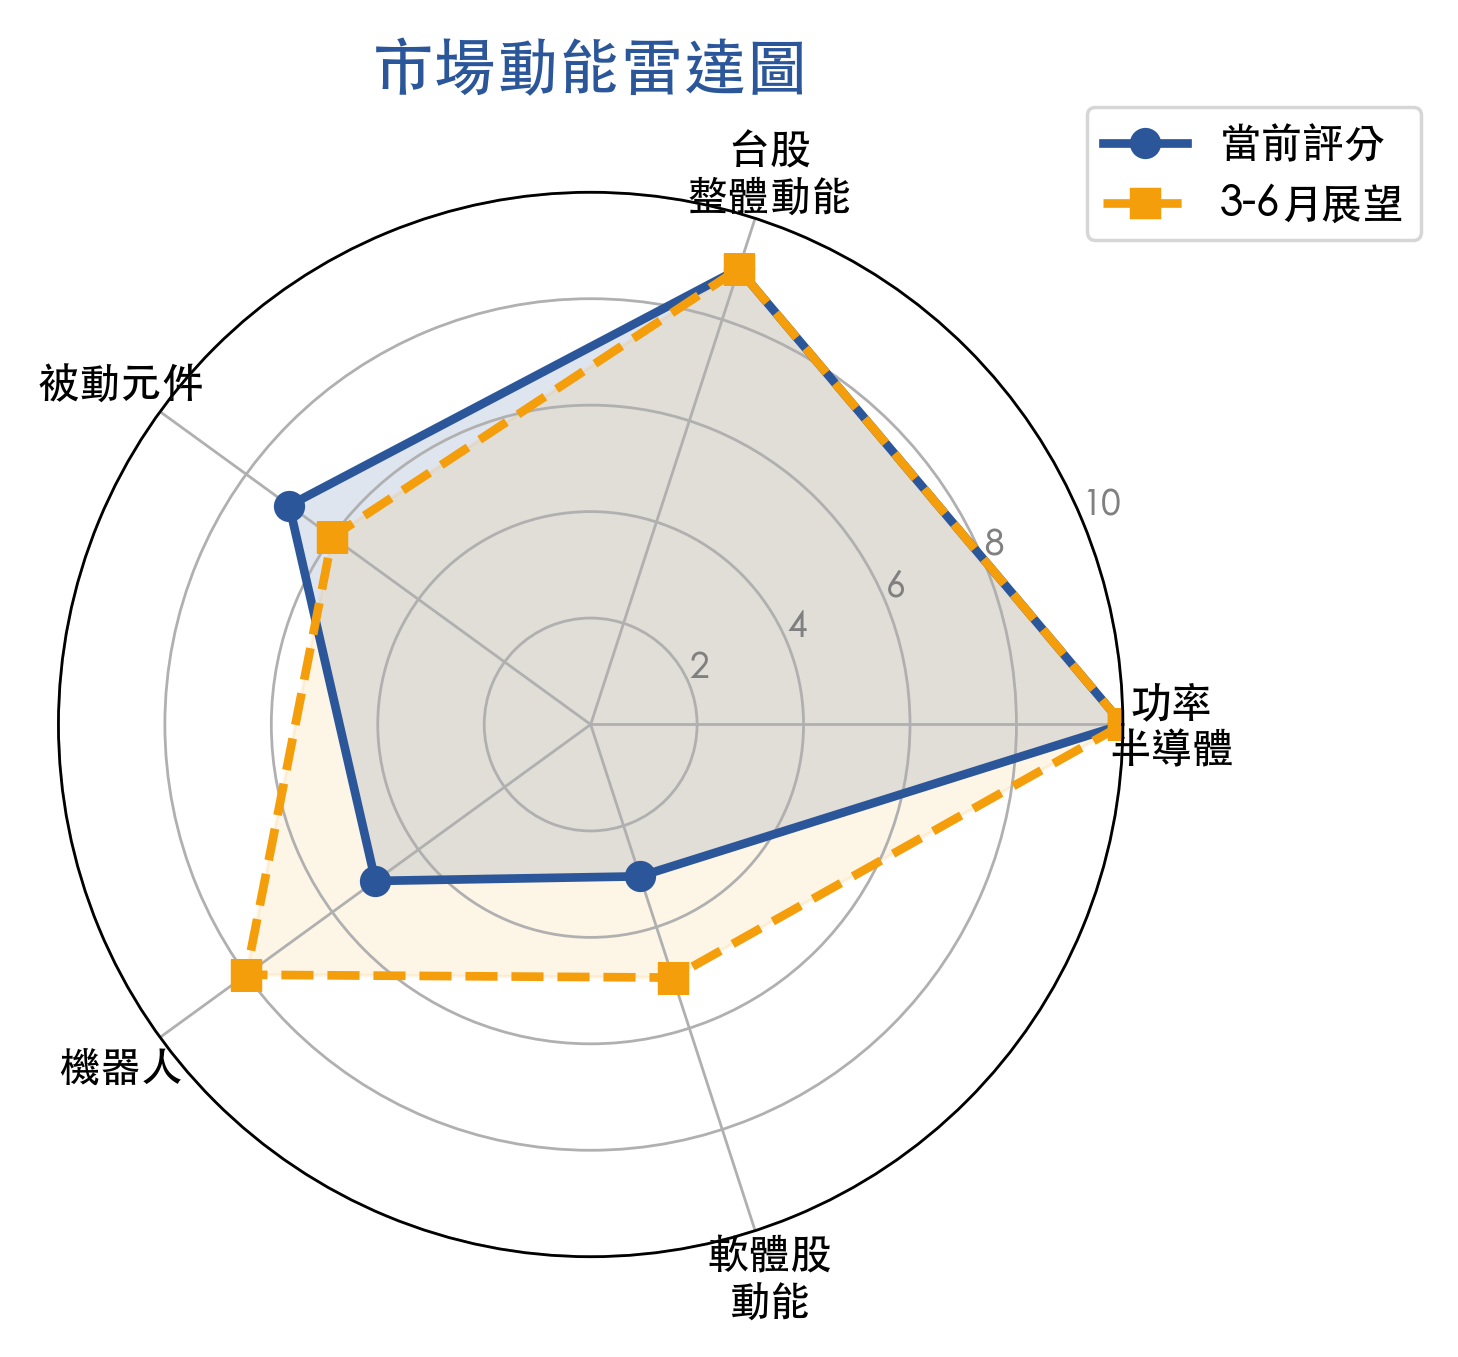 市場動能雷達圖
當前評分
3-6月展望
台股
整體動能
被動元件
10
8
6
4
2
功率
半導體
機器人
軟體股
動能